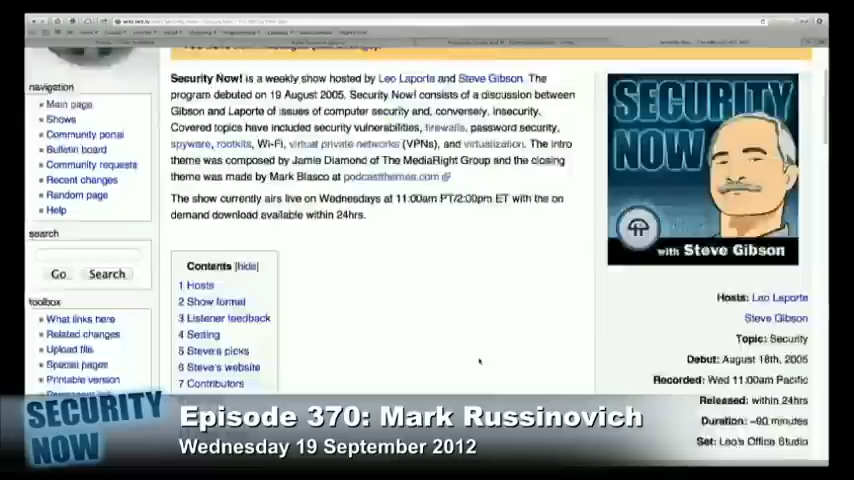 navigation
Main page
Shows
Community portal
Bulletin board
Community requests
Recent changes
Random page
Help
search
Go Search
toolbox
What links here
Related changes
Upload file
Special pages
Printable version
Security Now! is a weekly show hosted by Leo Laporte and Steve Gibson. The
program debuted on 19 August 2005. Security Now! consists of a discussion between
Gibson and Laporte of issues of computer security and, conversely, insecurity.
Covered topics have included security vulnerabilities, firewalls, password security,
spyware, rootkits, Wi-Fi, virtual private networks (VPNs), and virtualization. The intro
theme was composed by Jamie Diamond of The MediaRight Group and the closing
theme was made by Mark Blasco at podcastthemes.com
The show currently airs live on Wednesdays at 11:00am PT/2:00pm ET with the on
demand download available within 24hrs.
Contents [hide]
1 Hosts
2 Show format
3 Listener feedback
4 Setting
5 Steve's picks
6 Steve's website
7 Contributors
SECURITY
NOW
with Steve Gibson
Hosts: Leo Laporte
Steve Gibson
Topic: Security
Debut: August 18th, 2005
Recorded: Wed 11:00am Pacific
Released: within 24hrs
Duration: ~90 minutes
Set: Leo's Office Studio
SECURITY
NOW
Episode 370: Mark Russinovich
Wednesday 19 September 2012